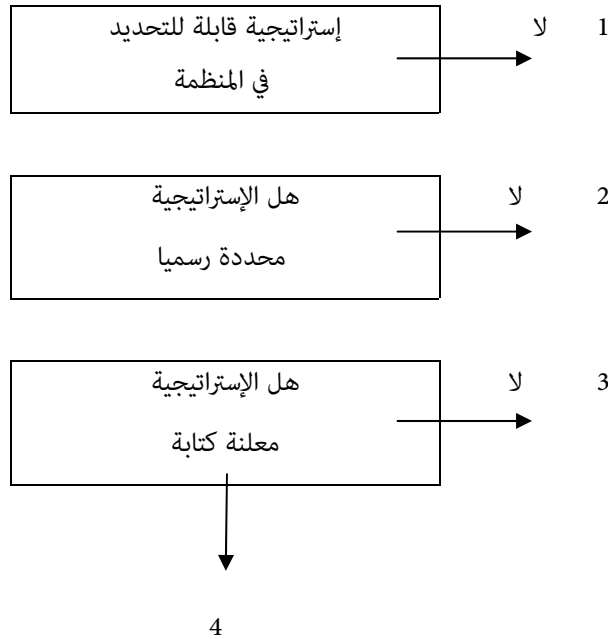 إستراتيجية قابلة للتحديد
في المنظمة
لا 1
هل الإستراتيجية
محددة رسميا
لا 2
هل الإستراتيجية
معلنة كتابة
لا 3
4